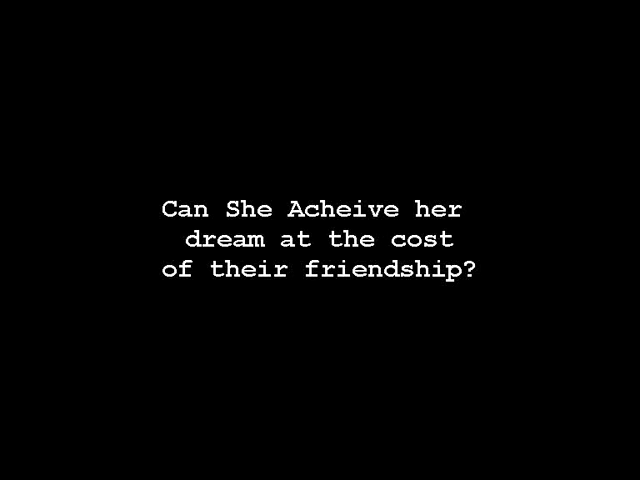 Can She Acheive her
dream at the cost
of their friendship?